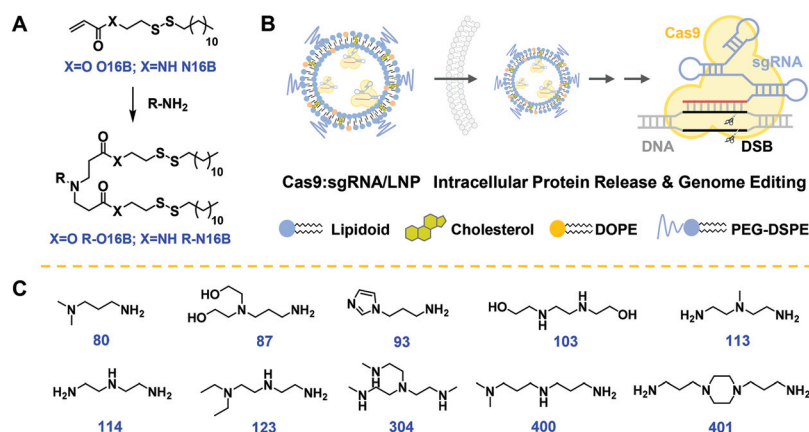 A
O
X
S
S
10
X=O O16B; X=NH N16B
R-NH2
O
X
S
S
10
R
N
O
X
S
S
10
X=O R-O16B; X=NH R-N16B
B
Cas9
sgRNA
DNA
DSB
Cas9:sgRNA/LNP Intracellular Protein Release & Genome Editing
Lipidoid
Cholesterol
DOPE
PEG-DSPE
C
N
NH2
80
HO
HO
N
NH2
87
N
N
NH2
93
HO
N
H
H
N
OH
103
H2N
N
NH2
113
H2N
H
N
NH2
114
N
H
N
NH2
123
N
H
N
H
N
H
N
304
N
N
H
NH2
400
H2N
N
N
NH2
401